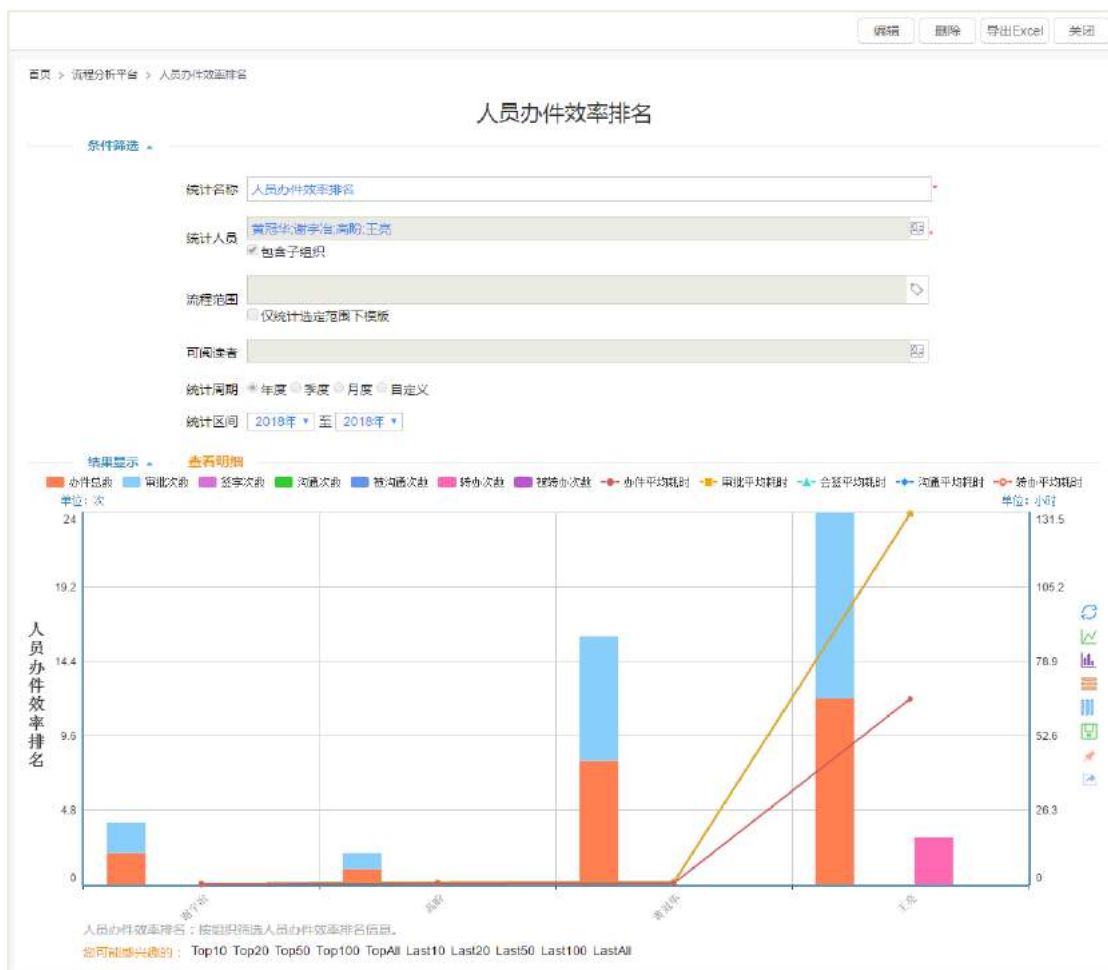 编辑 删除 导出Excel 关闭
首页 > 流程分析平台 > 人员办件效率排名
人员办件效率排名
条件筛选
统计名称 人员办件效率排名 *
统计人员 黄冠华;谢宇治;高盼;王亮 *
包含子组织
流程范围
仅统计选定范围下模版
可阅读者
统计周期 年度 季度 月度 自定义
统计区间 2018年 至 2018年
结果显示 查看明细
办件总数 审批次数 签字次数 沟通次数 被沟通次数 转办次数 被转办次数 办件平均耗时 审批平均耗时 会签平均耗时 沟通平均耗时 转办平均耗时
单位：次 单位：小时
24 131.5
19.2 105.2
14.4 78.9
9.6 52.6
4.8 26.3
0 0
人员办件效率排名
谢宇治 高盼 黄冠华 王亮
人员办件效率排名：按组织筛选人员办件效率排名信息。
您可能感兴趣的： Top10 Top20 Top50 Top100 TopAll Last10 Last20 Last50 Last100 LastAll